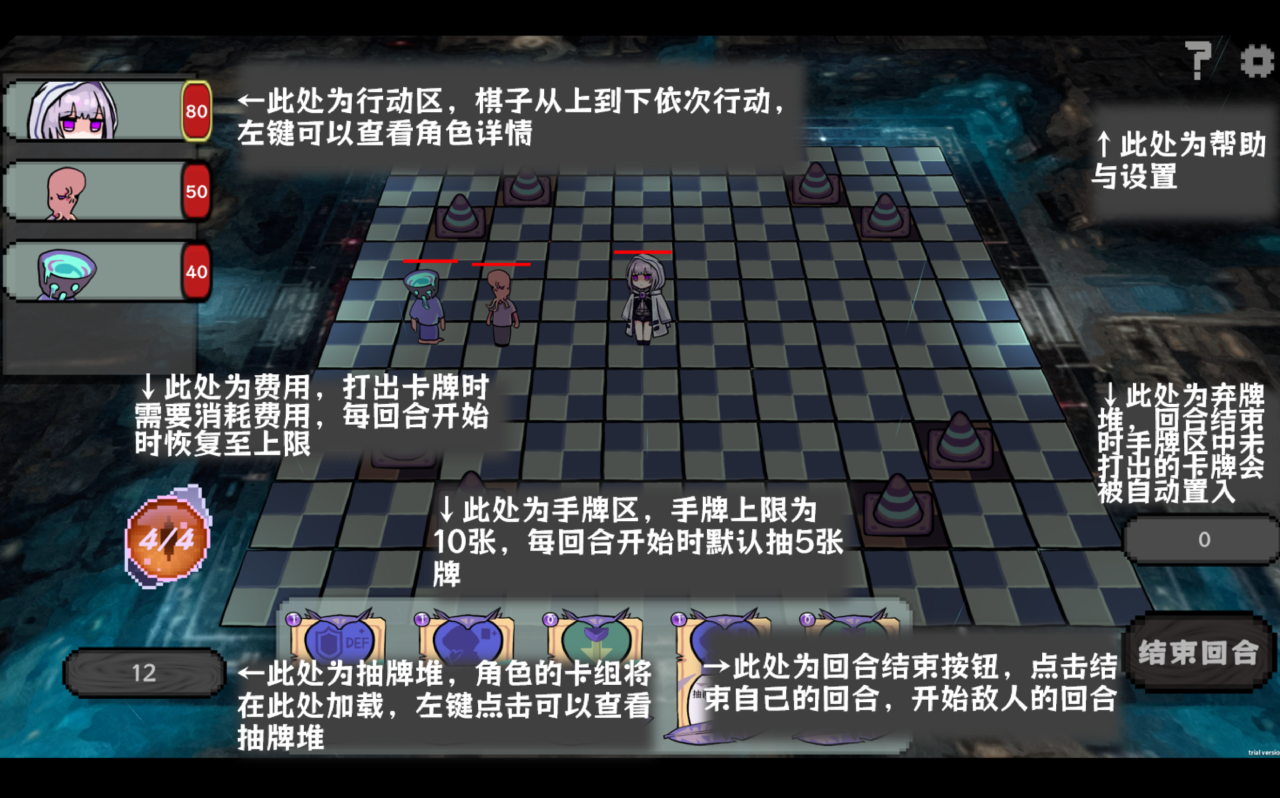 80
←此处为行动区，棋子从上到下依次行动，
左键可以查看角色详情
?
↑此处为帮助
与设置
50
40
↓此处为费用，打出卡牌时
需要消耗费用，每回合开始
时恢复至上限
↓此处为弃牌
堆，回合结束
时手牌区中未
打出的卡牌会
被自动置入
4/4
↓此处为手牌区，手牌上限为
10张，每回合开始时默认抽5张
牌
0
1
1
0
1
0
DEF
结束回合
12
←此处为抽牌堆，角色的卡组将
在此处加载，左键点击可以查看
抽牌堆
→此处为回合结束按钮，点击结
束自己的回合，开始敌人的回合
抽
trial versio